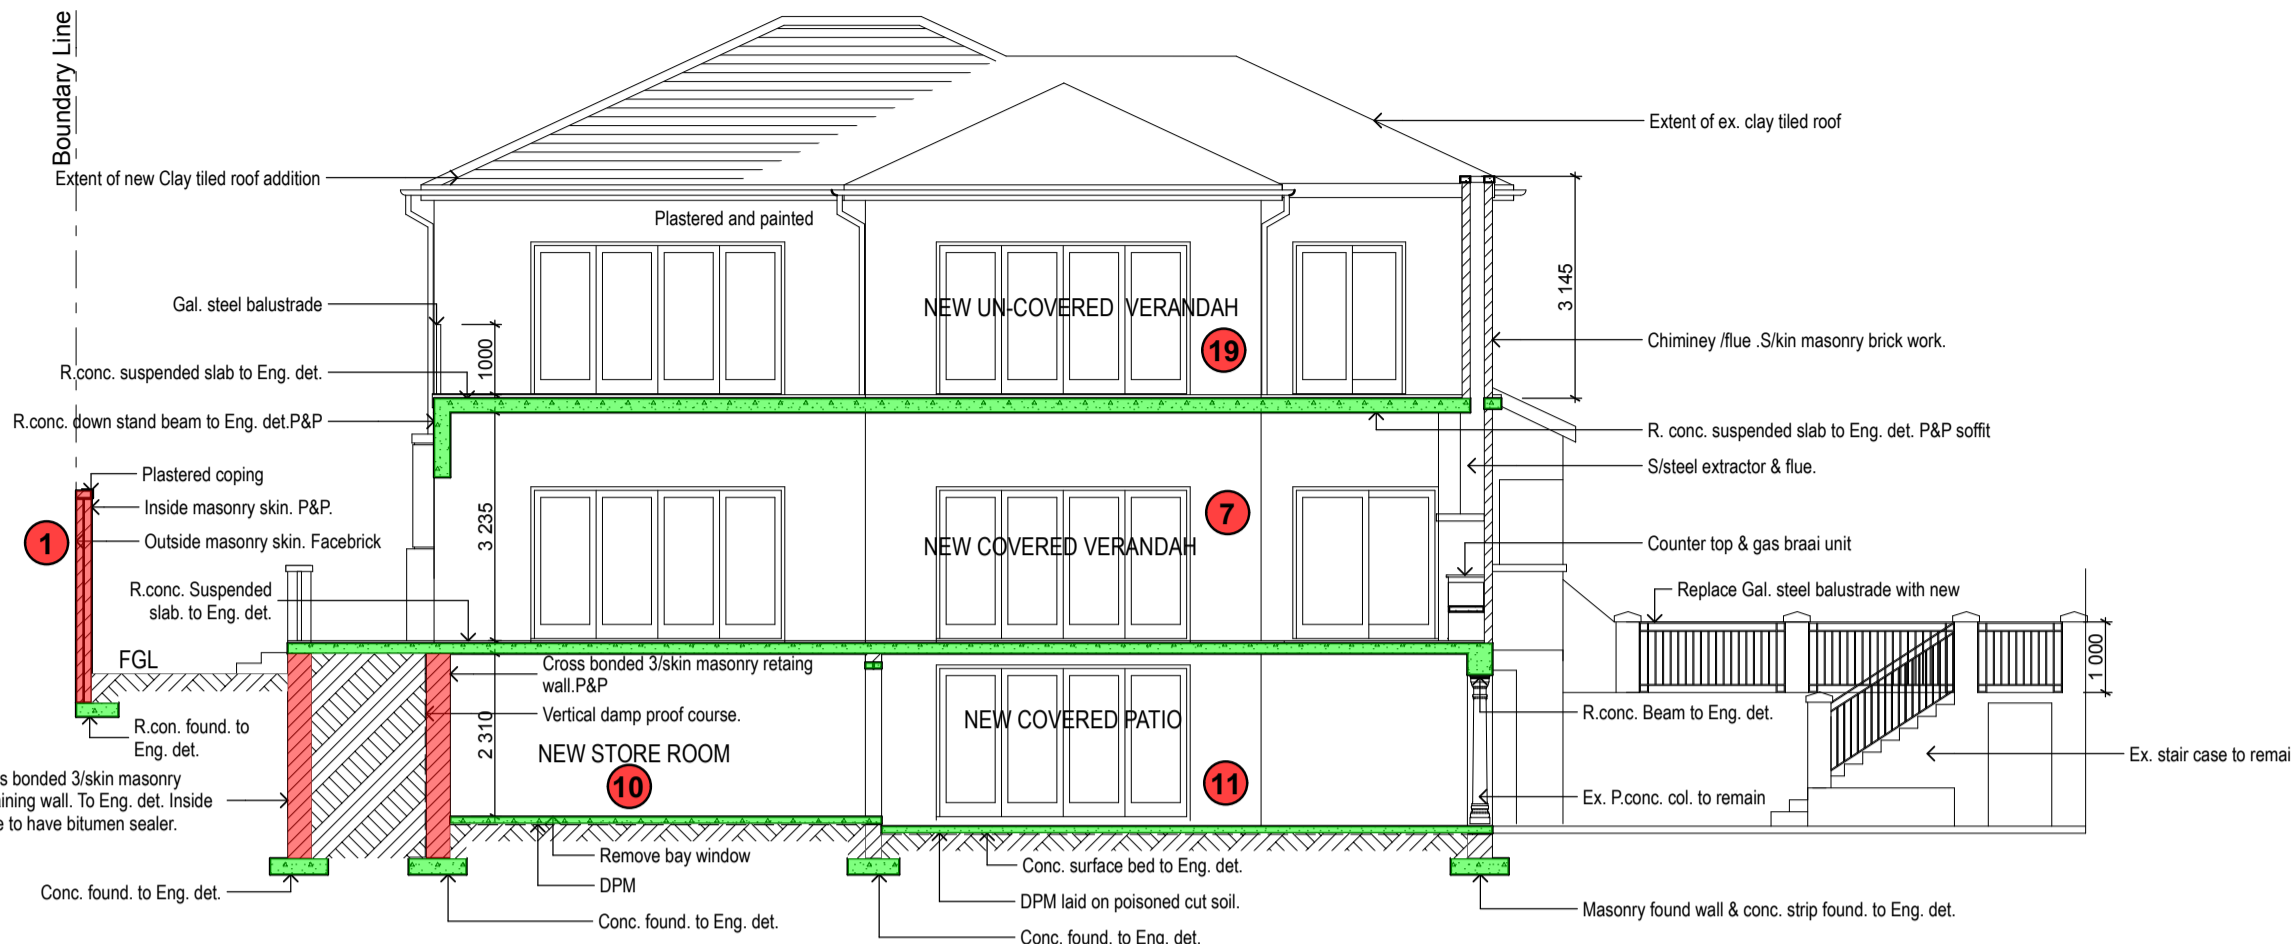 Boundary Line
Extent of ex. clay tiled roof
Extent of new Clay tiled roof addition
Plastered and painted
3 145
Gal. steel balustrade
NEW UN-COVERED VERANDAH
19
Chiminey /flue .S/kin masonry brick work.
1000
R.conc. suspended slab to Eng. det.
R.conc. down stand beam to Eng. det.P&P
R. conc. suspended slab to Eng. det. P&P soffit
S/steel extractor & flue.
Plastered coping
Inside masonry skin. P&P.
1
Outside masonry skin. Facebrick
3 235
7
NEW COVERED VERANDAH
Counter top & gas braai unit
R.conc. Suspended
slab. to Eng. det.
Replace Gal. steel balustrade with new
FGL
Cross bonded 3/skin masonry retaing
wall.P&P
1 000
Vertical damp proof course.
2 310
NEW COVERED PATIO
R.conc. Beam to Eng. det.
R.con. found. to
Eng. det.
NEW STORE ROOM
10
11
Ex. stair case to remai
s bonded 3/skin masonry
aining wall. To Eng. det. Inside
e to have bitumen sealer.
Ex. P.conc. col. to remain
Remove bay window
DPM
Conc. surface bed to Eng. det.
DPM laid on poisoned cut soil.
Conc. found. to Eng. det.
Conc. found. to Eng. det.
Conc. found. to Eng. det.
Masonry found wall & conc. strip found. to Eng. det.